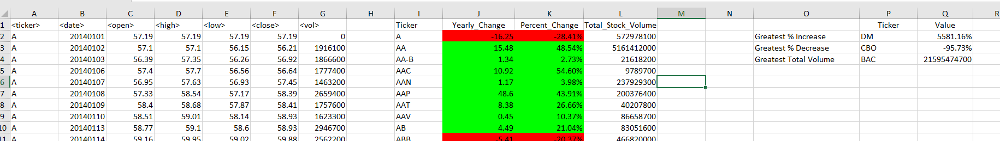 A B C D E F G H I J K L M N O P Q R
1 <ticker> <date> <open> <high> <low> <close> <vol> Ticker Yearly_Change Percent_Change Total_Stock_Volume Ticker Value
2 A 20140101 57.19 57.19 57.19 57.19 0 A -16.25 -28.41% 572978100 Greatest % Increase DM 5581.16%
3 A 20140102 57.1 57.1 56.15 56.21 1916100 AA 15.48 48.54% 5161412000 Greatest % Decrease CBO -95.73%
4 A 20140103 56.39 57.35 56.26 56.92 1866600 AA-B 1.34 2.73% 21618200 Greatest Total Volume BAC 21595474700
5 A 20140106 57.4 57.7 56.56 56.64 1777400 AAC 10.92 54.60% 9789700
6 A 20140107 56.95 57.63 56.93 57.45 1463200 AAN 1.17 3.98% 237929300
7 A 20140108 57.33 58.54 57.17 58.39 2659400 AAP 48.6 43.91% 200376400
8 A 20140109 58.4 58.68 57.87 58.41 1757600 AAT 8.38 26.66% 40207800
9 A 20140110 58.51 59.01 58.14 58.93 1623300 AAV 0.45 10.37% 86658700
10 A 20140113 58.77 59.1 58.6 58.93 2946700 AB 4.49 21.04% 83051600
11 A 20140114 59.16 59.95 59.02 59.88 2562200 ABB -5.41 -20.37% 466820000